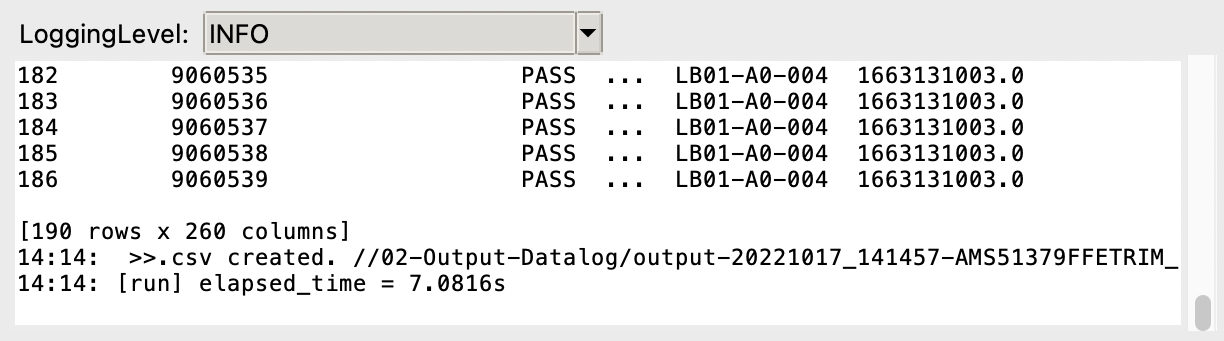 LoggingLevel: INFO
182 9060535 PASS ... LB01-A0-004 1663131003.0
183 9060536 PASS ... LB01-A0-004 1663131003.0
184 9060537 PASS ... LB01-A0-004 1663131003.0
185 9060538 PASS ... LB01-A0-004 1663131003.0
186 9060539 PASS ... LB01-A0-004 1663131003.0
[190 rows x 260 columns]
14:14: >>.csv created. //02-Output-Datalog/output-20221017_141457-AMS51379FFETRIM_
14:14: [run] elapsed_time = 7.0816s